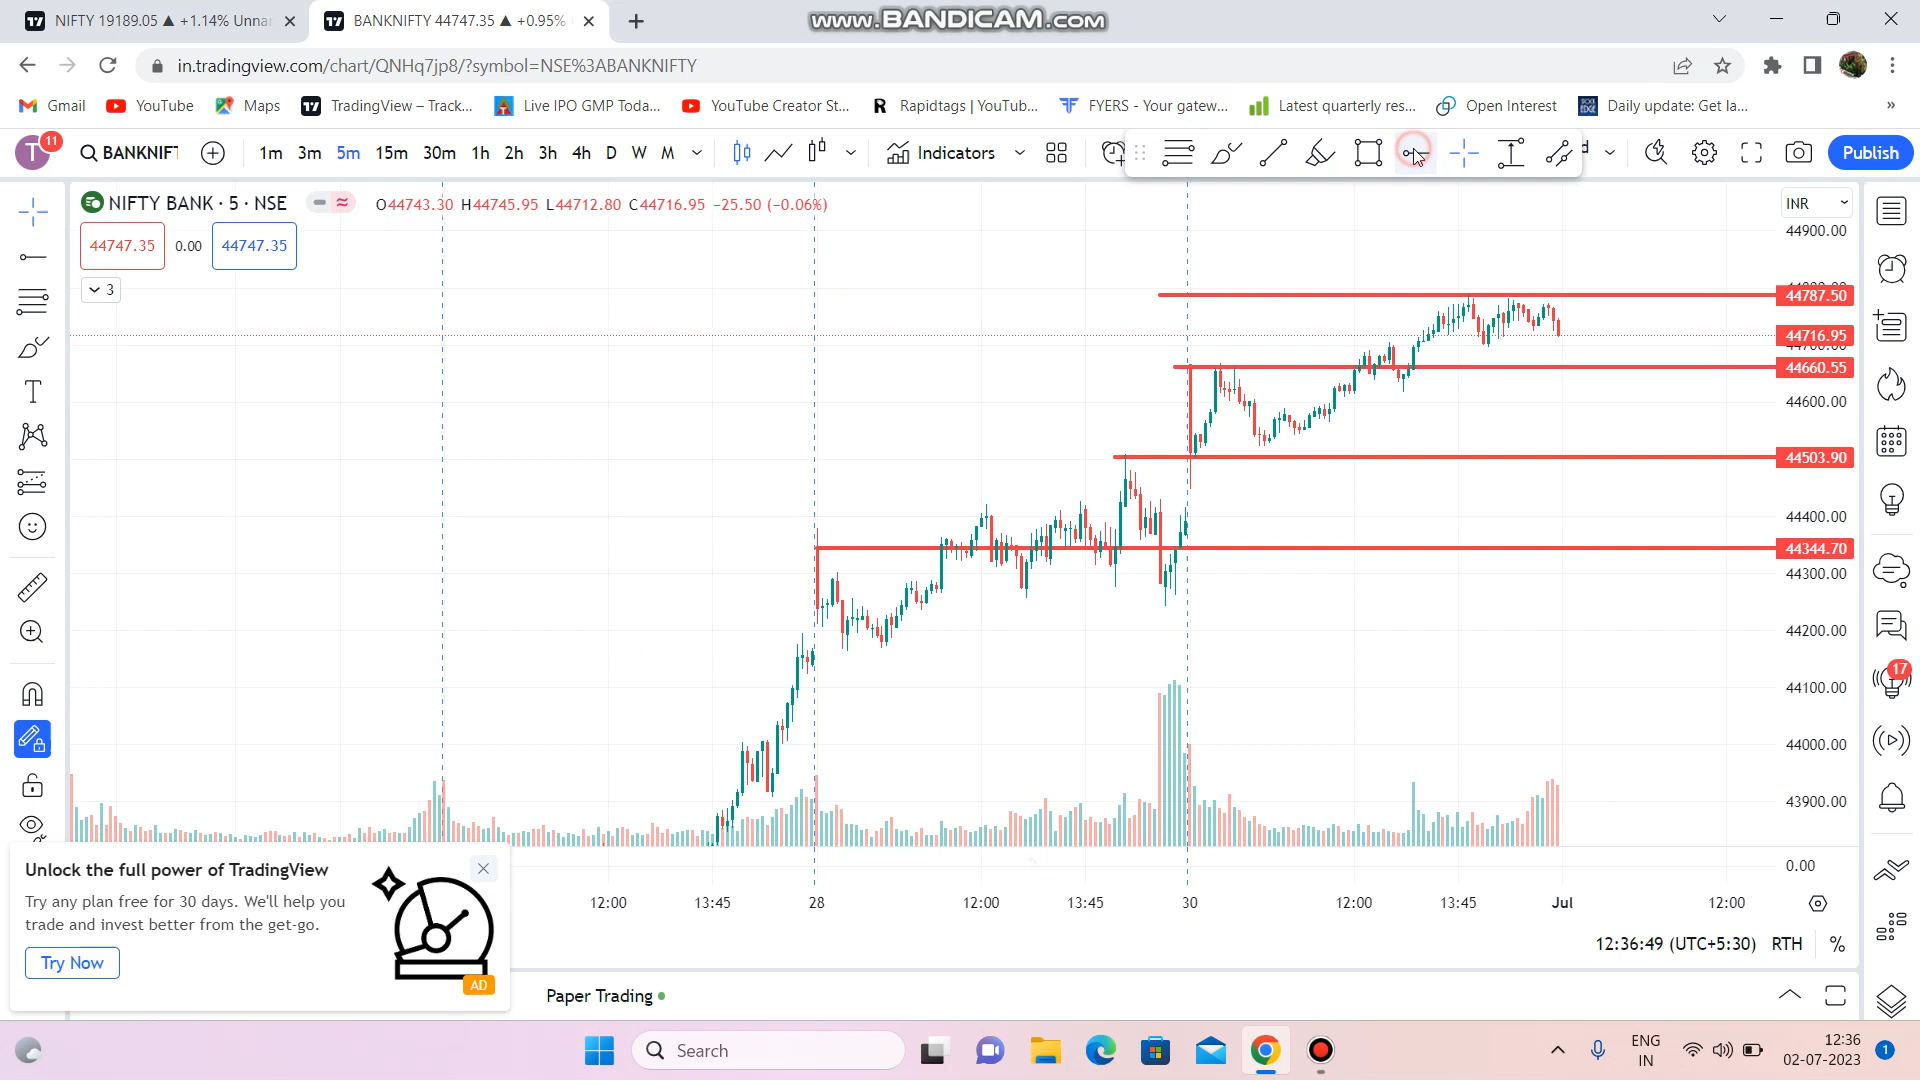 NIFTY 19189.05 ▲ +1.14% Unna
BANKNIFTY 44747.35 ▲ +0.95%
www.BANDICAM.com
in.tradingview.com/chart/QNHq7jp8/?symbol=NSE%3ABANKNIFTY
Gmail
YouTube
Maps
TradingView – Track...
Live IPO GMP Toda...
YouTube Creator St...
Rapidtags | YouTub...
FYERS - Your gatew...
Latest quarterly res...
Open Interest
Daily update: Get la...
»
T
11
BANKNIF
1m 3m 5m 15m 30m 1h 2h 3h 4h D W M
Indicators
Publish
NIFTY BANK · 5 · NSE
O44743.30 H44745.95 L44712.80 C44716.95 −25.50 (−0.06%)
INR
44747.35
0.00
44747.35
3
44900.00
44787.50
44716.95
44660.55
44600.00
44503.90
44400.00
44344.70
44300.00
44200.00
44100.00
44000.00
43900.00
0.00
17
12:00
13:45
28
12:00
13:45
30
12:00
13:45
Jul
12:00
12:36:49 (UTC+5:30)
RTH
%
Unlock the full power of TradingView
Try any plan free for 30 days. We'll help you
trade and invest better from the get-go.
Try Now
AD
Paper Trading
Search
ENG
IN
12:36
02-07-2023
1